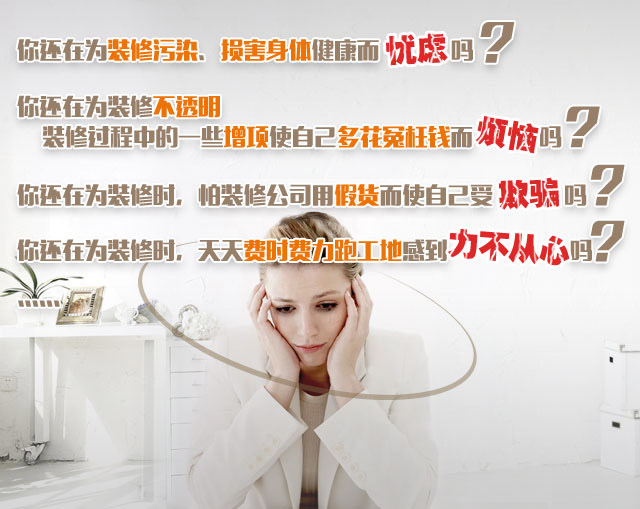 你还在为装修污染、损害身体健康而忧虑吗？
你还在为装修不透明
装修过程中的一些增项使自己多花冤枉钱而烦恼吗？
你还在为装修时，怕装修公司用假货而使自己受欺骗吗？
你还在为装修时，天天费时费力跑工地感到力不从心吗？
……